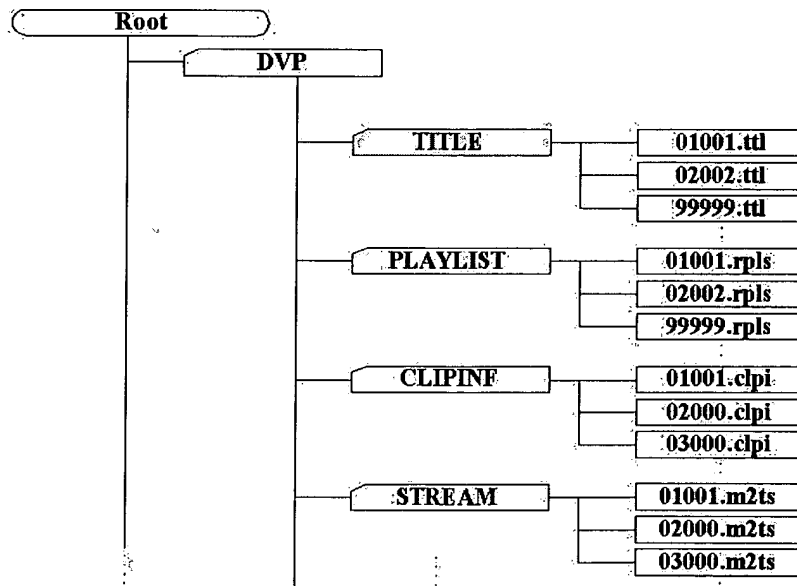 Root
DVP
TITLE
01001.ttl
02002.ttl
99999.ttl
PLAYLIST
01001.rpls
02002.rpls
99999.rpls
CLIPINF
01001.clpi
02000.clpi
03000.clpi
STREAM
01001.m2ts
02000.m2ts
03000.m2ts